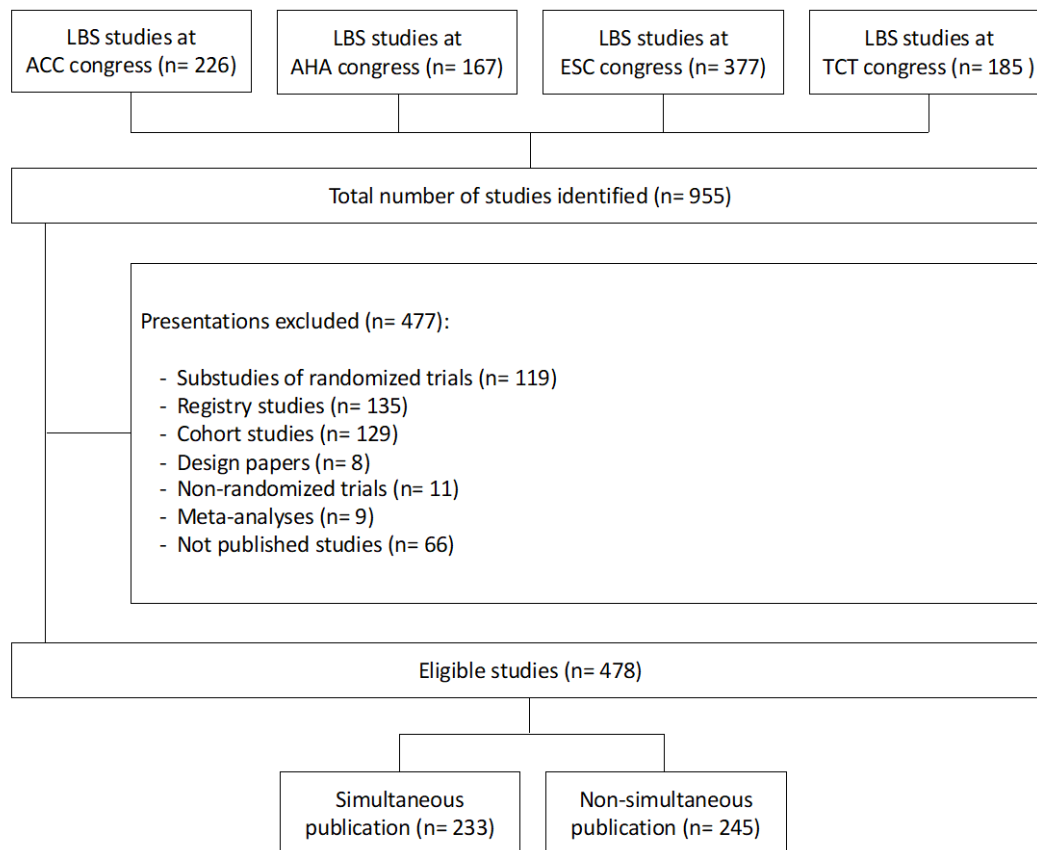 LBS studies at
ACC congress (n= 226)
LBS studies at
AHA congress (n= 167)
LBS studies at
ESC congress (n= 377)
LBS studies at
TCT congress (n= 185 )
Total number of studies identified (n= 955)
Presentations excluded (n= 477):
- Substudies of randomized trials (n= 119)
- Registry studies (n= 135)
- Cohort studies (n= 129)
- Design papers (n= 8)
- Non-randomized trials (n= 11)
- Meta-analyses (n= 9)
- Not published studies (n= 66)
Eligible studies (n= 478)
Simultaneous
publication (n= 233)
Non-simultaneous
publication (n= 245)